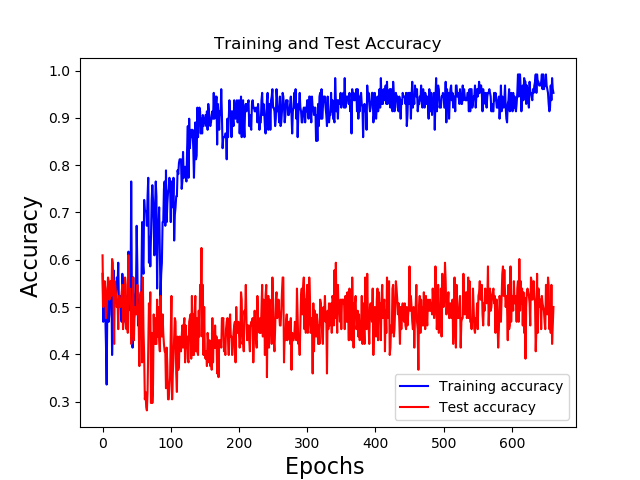 Training and Test Accuracy
1.0
0.9
0.8
0.7
0.6
0.5
0.4
0.3
Accuracy
0 100 200 300 400 500 600
Epochs
Training accuracy
Test accuracy